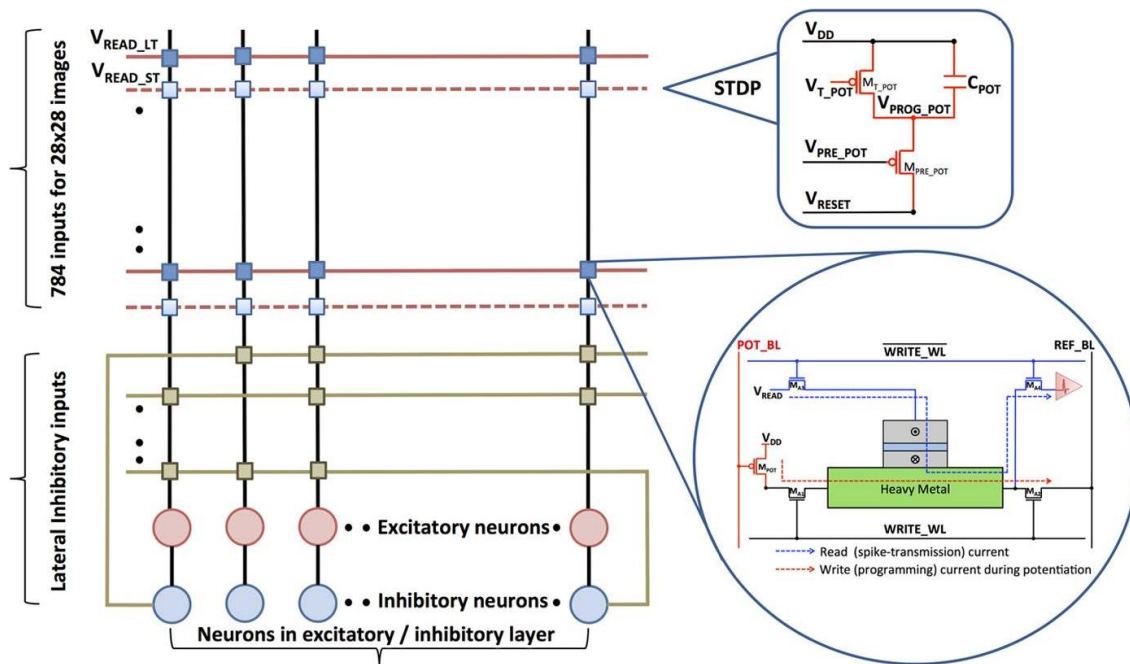 784 inputs for 28x28 images
Lateral Inhibitory inputs
V_READ_LT
V_READ_ST
Excitatory neurons
Inhibitory neurons
Neurons in excitatory / inhibitory layer
STDP
V_DD
V_T_POT
M_T_POT
C_POT
V_PROG_POT
V_PRE_POT
M_PRE_POT
V_RESET
POT_BL
WRITE_WL
REF_BL
M_A3
M_A4
V_READ
V_DD
M_POT
M_A1
Heavy Metal
M_A2
WRITE_WL
Read (spike-transmission) current
Write (programming) current during potentiation